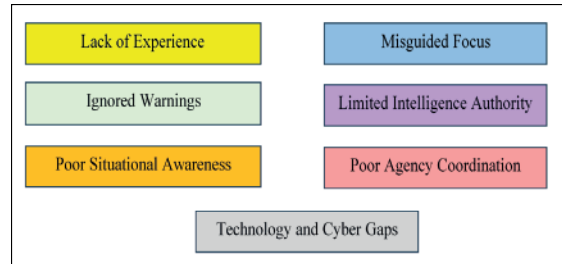 Lack of Experience
Misguided Focus
Ignored Warnings
Limited Intelligence Authority
Poor Situational Awareness
Poor Agency Coordination
Technology and Cyber Gaps